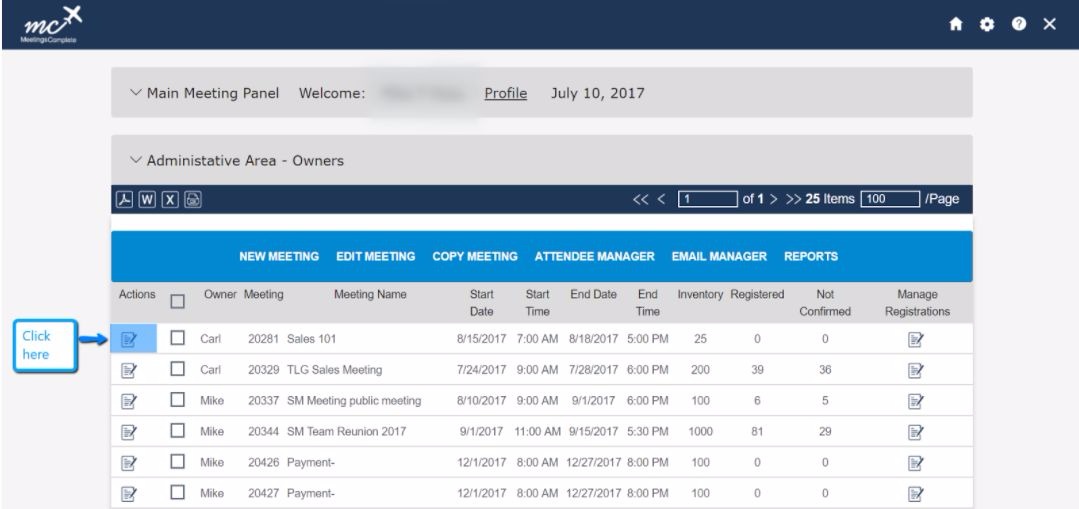 mc
MeetingsComplete
Main Meeting Panel Welcome: Profile July 10, 2017
Administative Area - Owners
W X << < 1 of 1 > >> 25 Items 100 /Page
NEW MEETING EDIT MEETING COPY MEETING ATTENDEE MANAGER EMAIL MANAGER REPORTS
Actions Owner Meeting Meeting Name Start Date Start Time End Date End Time Inventory Registered Not Confirmed Manage Registrations
Click here
Carl 20281 Sales 101 8/15/2017 7:00 AM 8/18/2017 5:00 PM 25 0 0
Carl 20329 TLG Sales Meeting 7/24/2017 9:00 AM 7/28/2017 6:00 PM 200 39 36
Mike 20337 SM Meeting public meeting 8/10/2017 9:00 AM 9/1/2017 6:00 PM 100 6 5
Mike 20344 SM Team Reunion 2017 9/1/2017 11:00 AM 9/15/2017 5:30 PM 1000 81 29
Mike 20426 Payment- 12/1/2017 8:00 AM 12/27/2017 8:00 PM 100 0 0
Mike 20427 Payment- 12/1/2017 8:00 AM 12/27/2017 8:00 PM 100 0 0